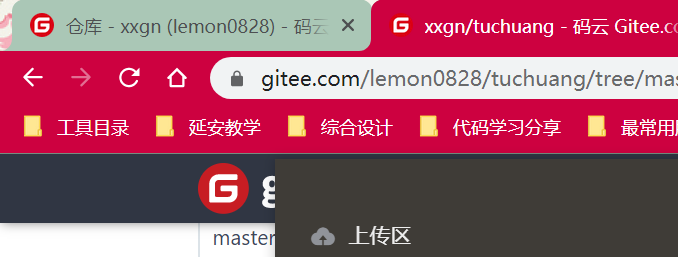 仓库 - xxgn (lemon0828) - 码云
xxgn/tuchuang - 码云 Gitee.c
gitee.com/lemon0828/tuchuang/tree/ma
工具目录 延安教学 综合设计 代码学习分享 最常用
G g
master
上传区